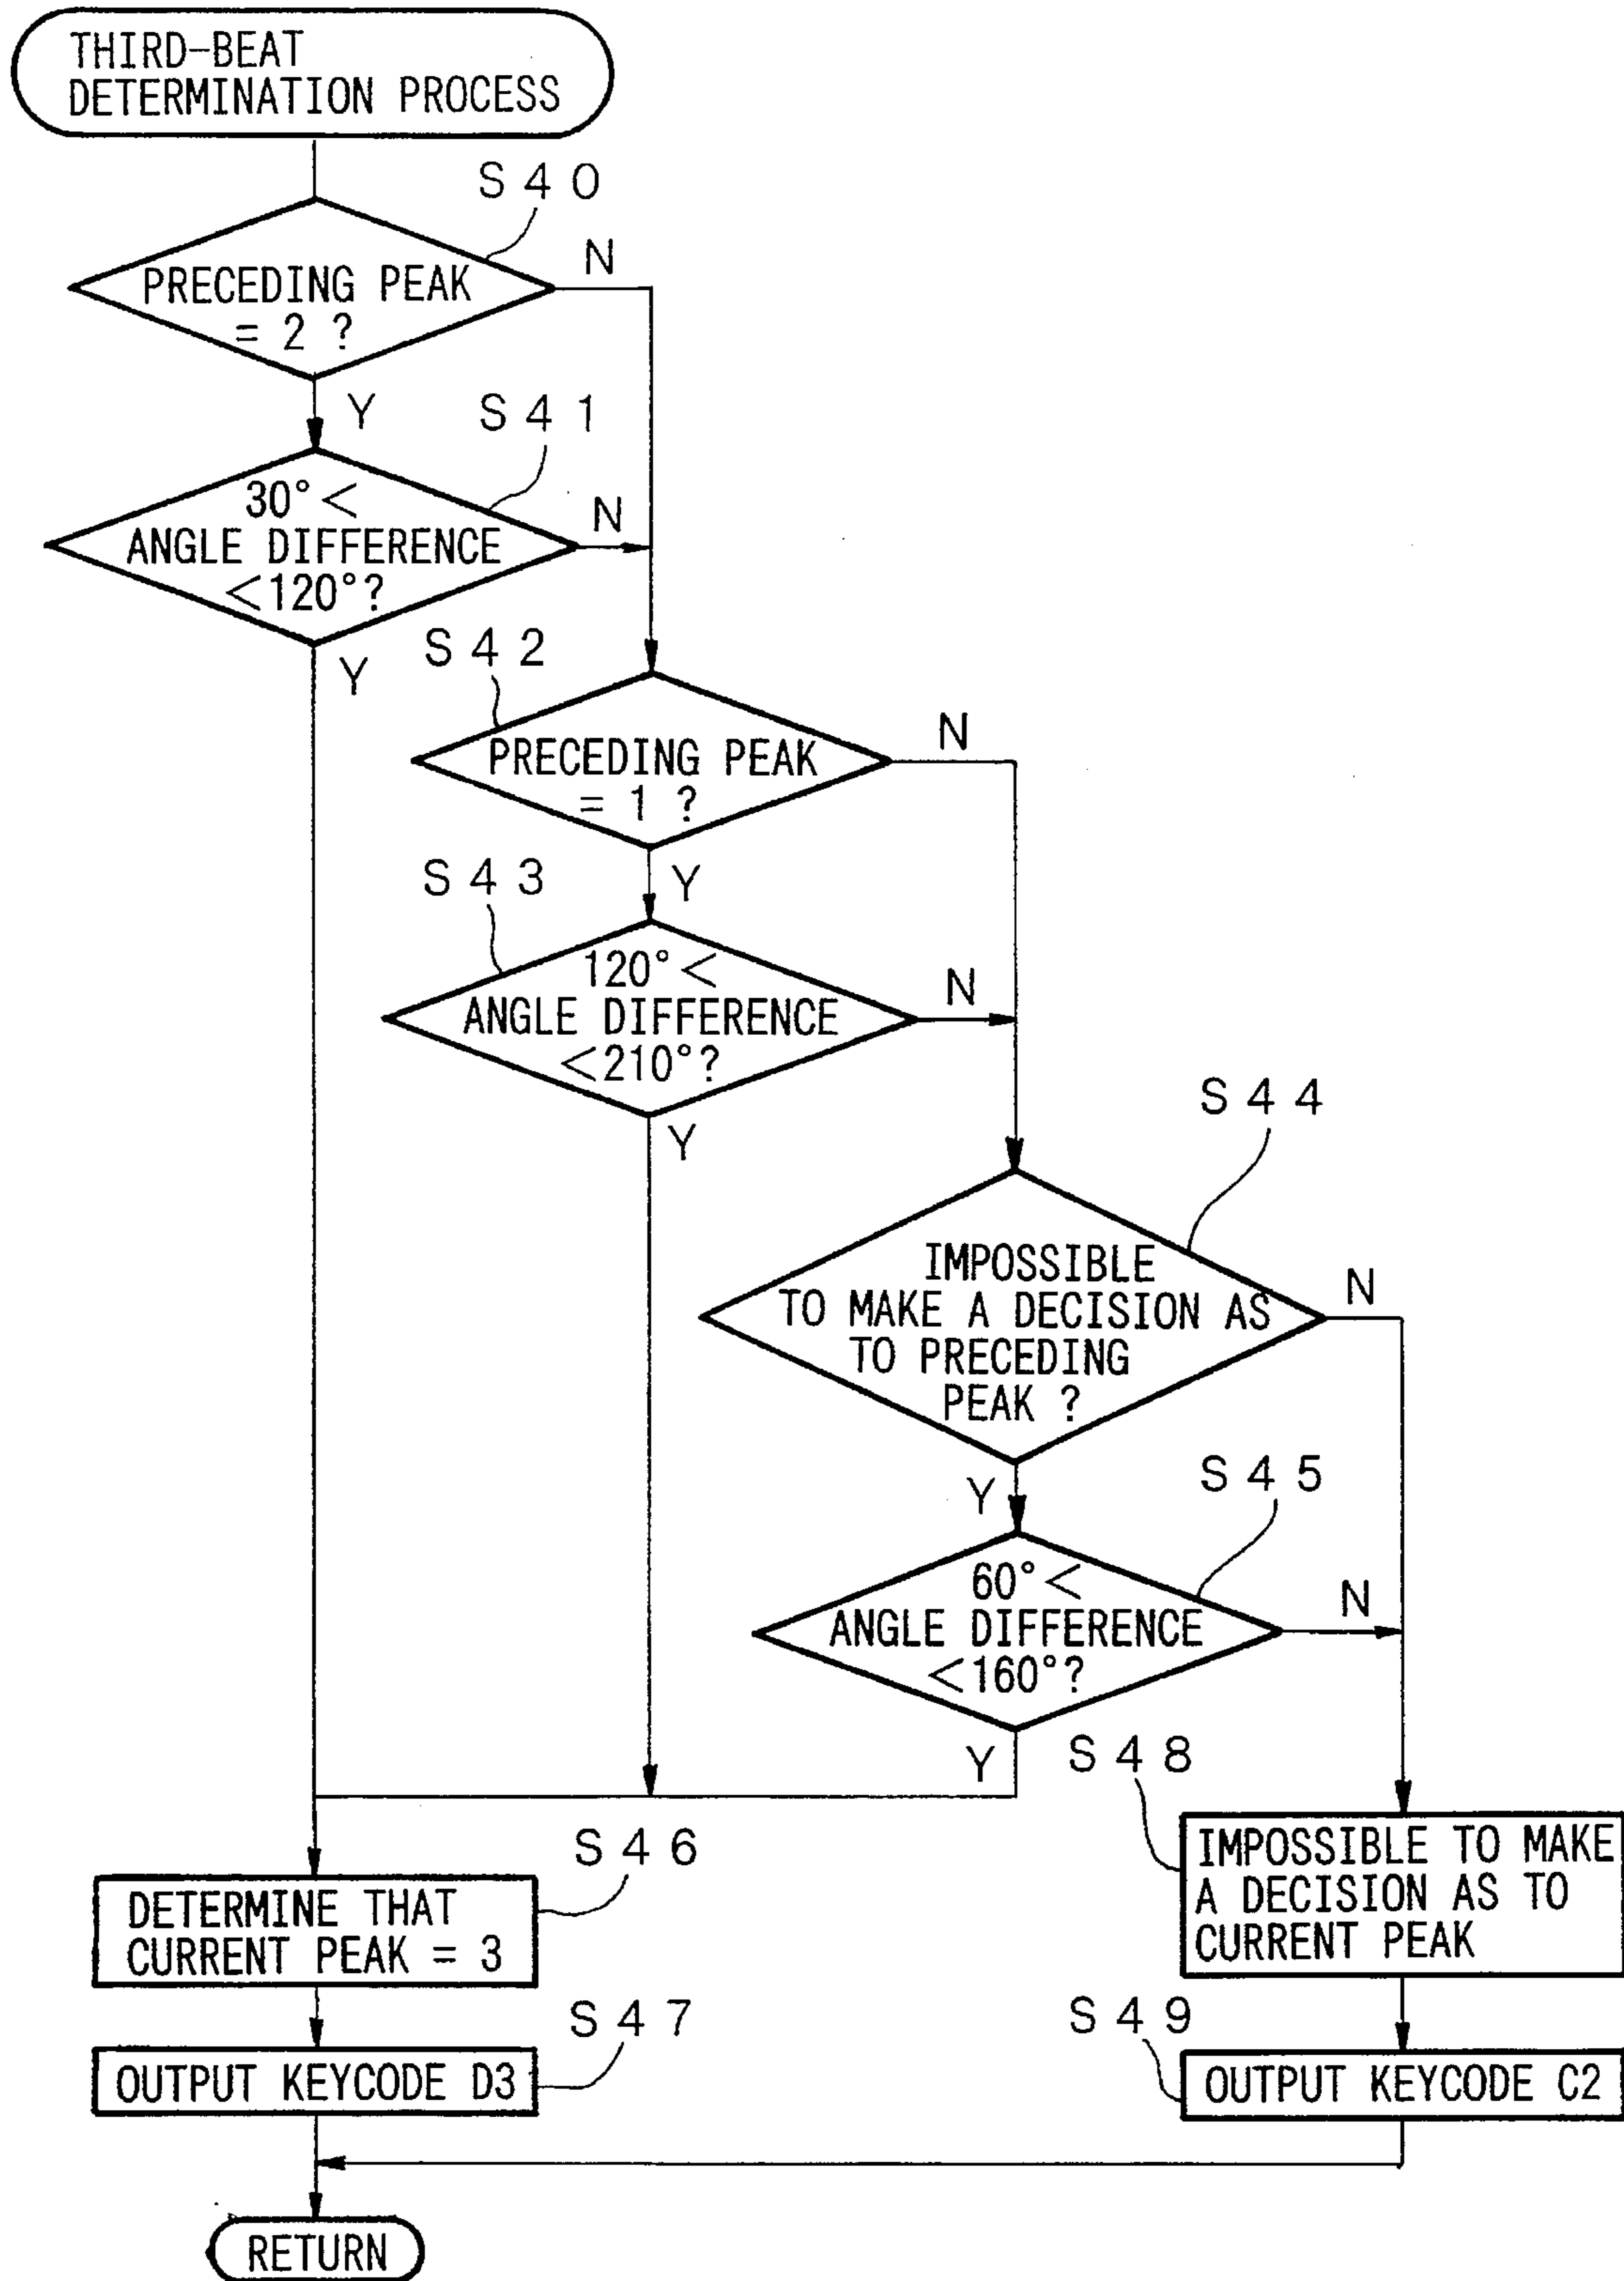 THIRD-BEAT
DETERMINATION PROCESS
S40
N
PRECEDING PEAK
= 2 ?
Y
S41
30° <
ANGLE DIFFERENCE
<120°?
N
Y
S42
N
PRECEDING PEAK
= 1 ?
Y
S43
120° <
ANGLE DIFFERENCE
<210°?
N
Y
S44
IMPOSSIBLE
TO MAKE A DECISION AS
TO PRECEDING
PEAK ?
N
Y
S45
60° <
ANGLE DIFFERENCE
<160°?
N
Y
S48
IMPOSSIBLE TO MAKE
A DECISION AS TO
CURRENT PEAK
S46
DETERMINE THAT
CURRENT PEAK = 3
S47
OUTPUT KEYCODE D3
S49
OUTPUT KEYCODE C2
RETURN